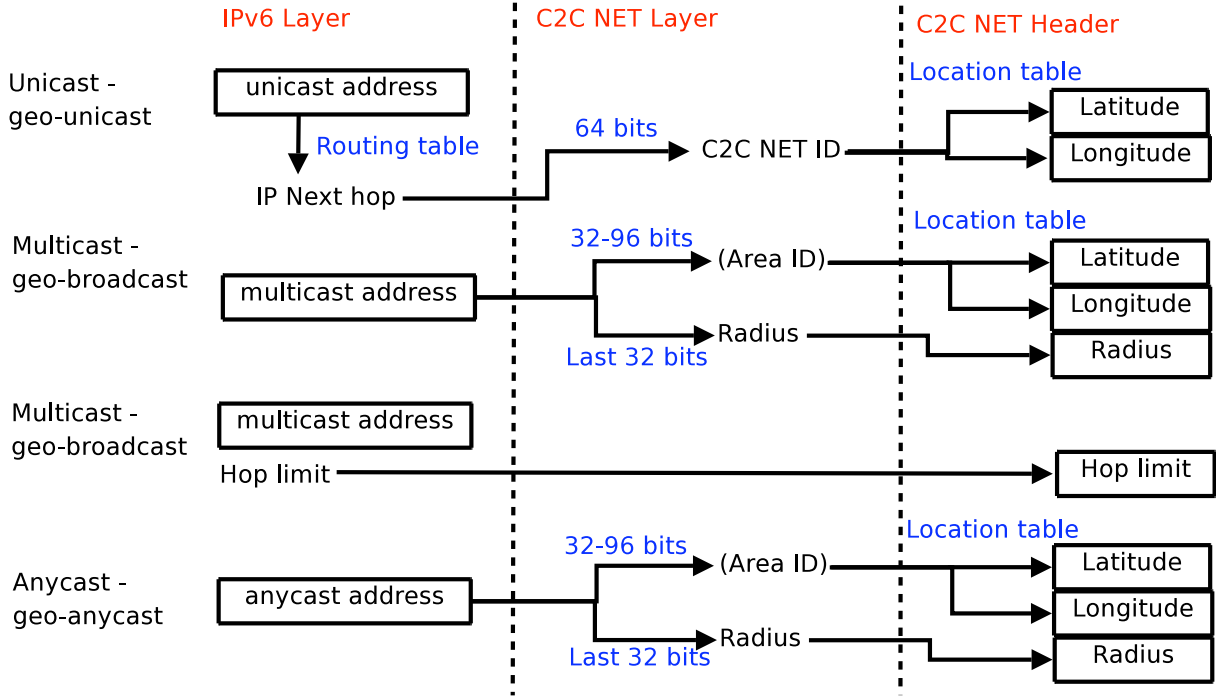 IPv6 Layer
C2C NET Layer
C2C NET Header
Unicast -
geo-unicast
unicast address
Routing table
IP Next hop
64 bits
C2C NET ID
Location table
Latitude
Longitude
Multicast -
geo-broadcast
multicast address
32-96 bits
(Area ID)
Last 32 bits
Radius
Location table
Latitude
Longitude
Radius
Multicast -
geo-broadcast
multicast address
Hop limit
Hop limit
Anycast -
geo-anycast
anycast address
32-96 bits
(Area ID)
Last 32 bits
Radius
Location table
Latitude
Longitude
Radius